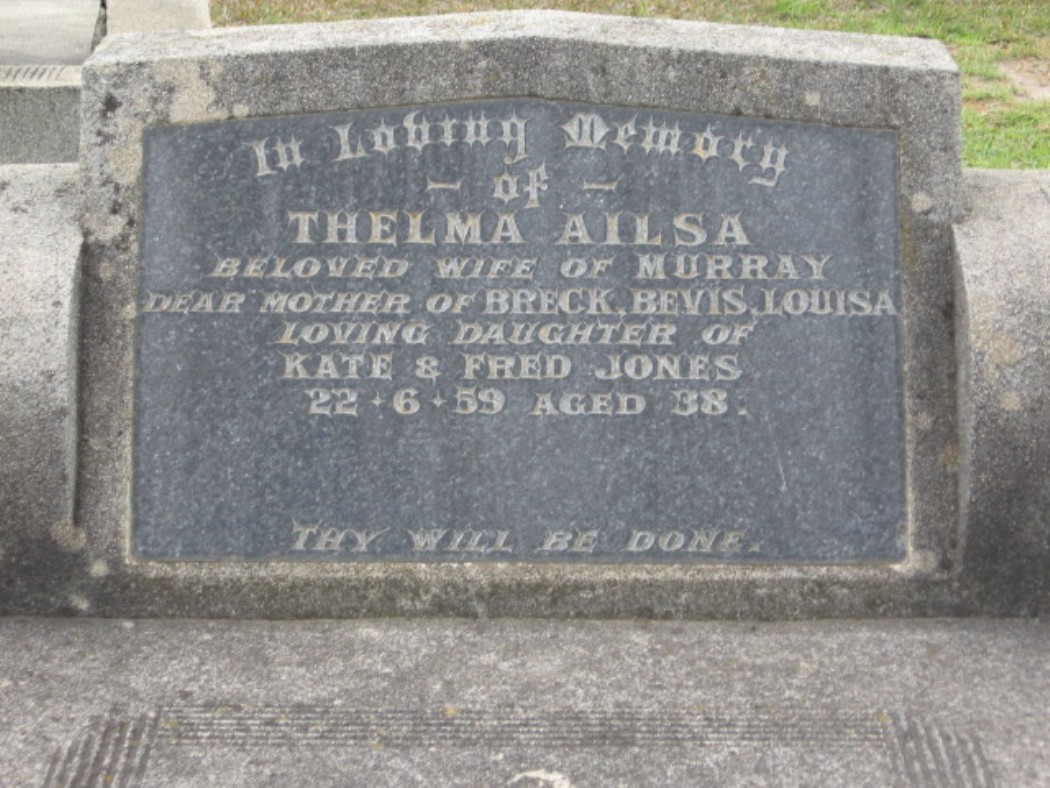 In Loving Memory
- of -
THELMA AILSA
BELOVED WIFE OF MURRAY
DEAR MOTHER OF BRECK, BEVIS, LOUISA
LOVING DAUGHTER OF
KATE & FRED JONES
22·6·59 AGED 38.
THY WILL BE DONE.